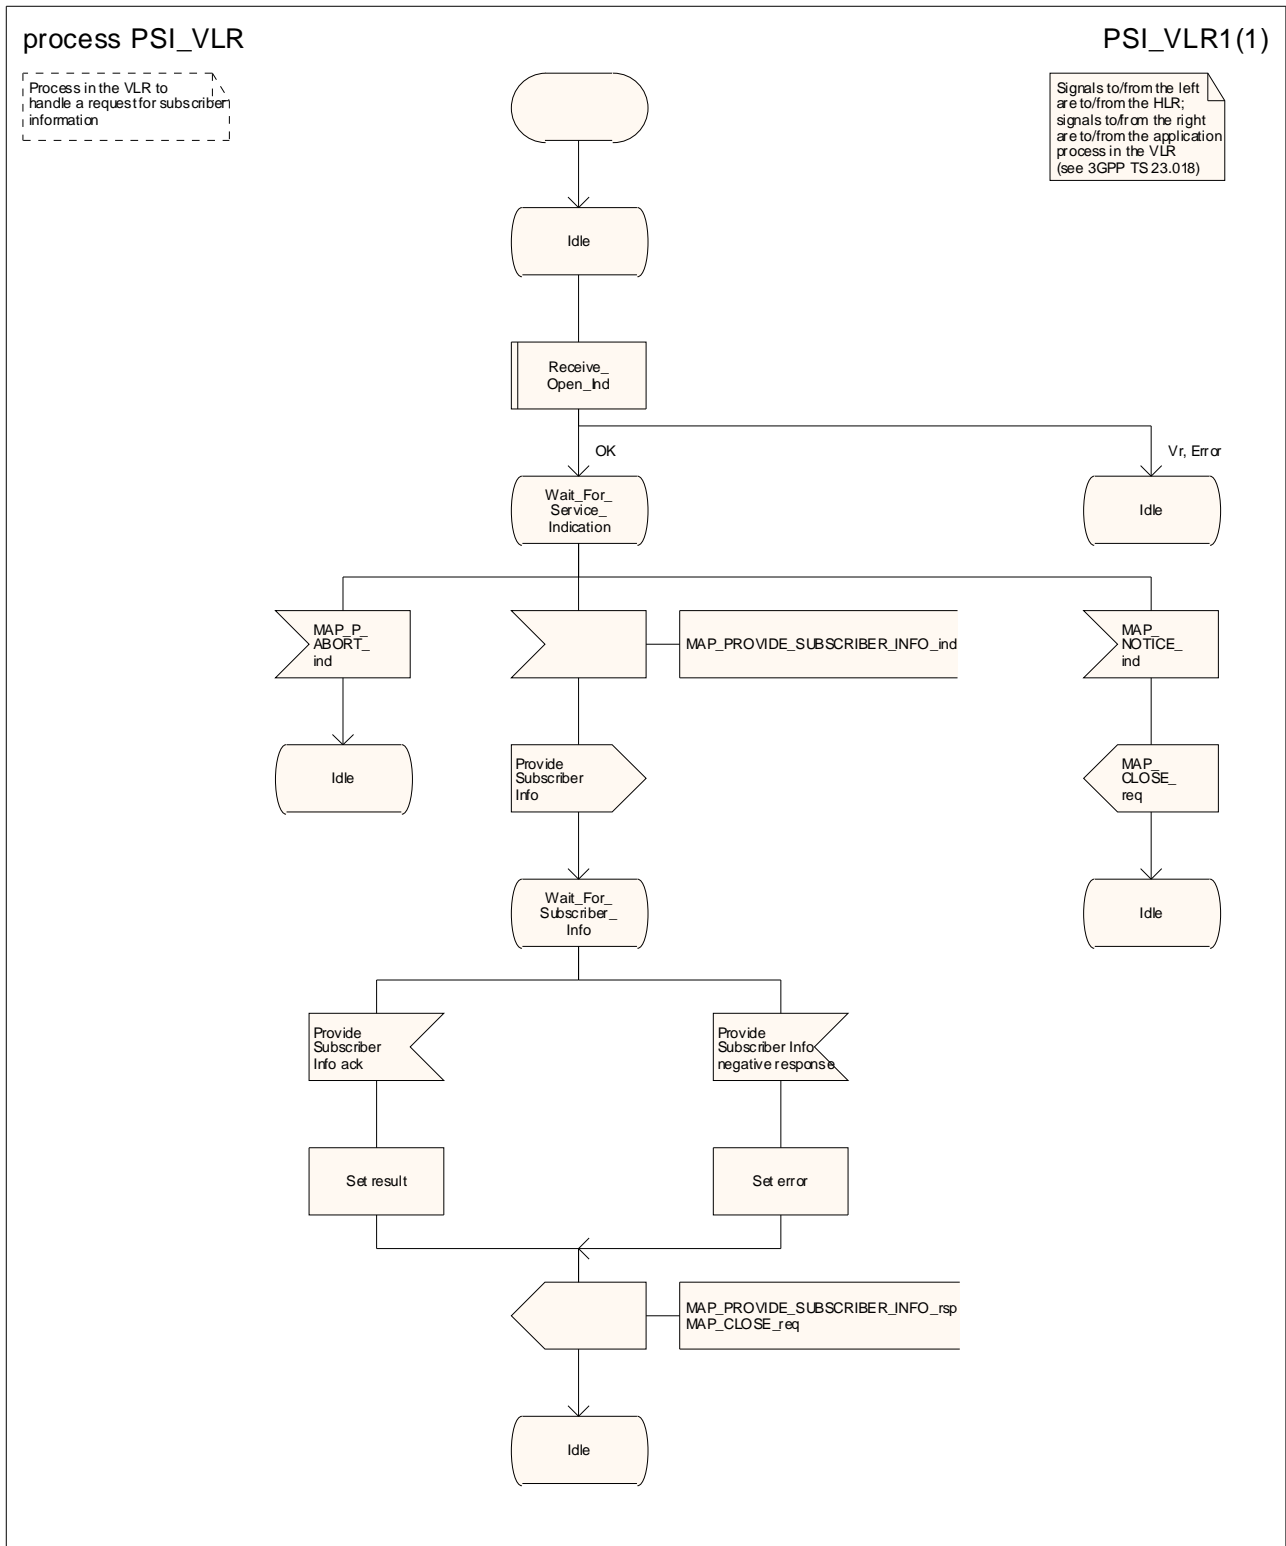 process PSI_VLR
PSI_VLR1(1)
Process in the VLR to
handle a request for subscriber
information
Signals to/from the left
are to/from the HLR;
signals to/from the right
are to/from the application
process in the VLR
(see 3GPP TS 23.018)
Idle
Receive_
Open_Ind
OK
Vr, Error
Wait_For_
Service_
Indication
Idle
MAP_P_
ABORT_
ind
MAP_PROVIDE_SUBSCRIBER_INFO_ind
MAP_
NOTICE_
ind
Idle
Provide
Subscriber
Info
MAP_
CLOSE_
req
Wait_For_
Subscriber_
Info
Idle
Provide
Subscriber
Info ack
Provide
Subscriber Info
negative response
Set result
Set error
MAP_PROVIDE_SUBSCRIBER_INFO_rsp
MAP_CLOSE_req
Idle